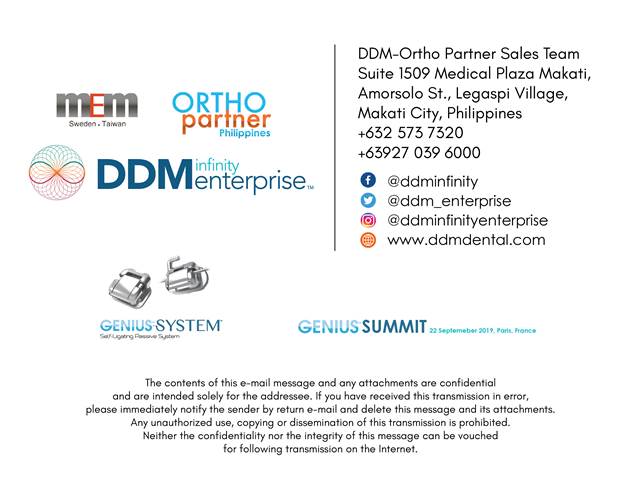 DDM-Ortho Partner Sales Team
Suite 1509 Medical Plaza Makati,
Amorsolo St., Legaspi Village,
Makati City, Philippines
+632 573 7320
+63927 039 6000
@ddminfinity
@ddm_enterprise
@ddminfinityenterprise
www.ddmdental.com
mEm
Sweden • Taiwan
ORTHO
partner
Philippines
DDM infinity
enterprise™
GENIUS SYSTEM
Self-Ligating Passive System
GENIUS SUMMIT 22 Septemeber 2019, Paris, France
The contents of this e-mail message and any attachments are confidential
and are intended solely for the addressee. If you have received this transmission in error,
please immediately notify the sender by return e-mail and delete this message and its attachments.
Any unauthorized use, copying or dissemination of this transmission is prohibited.
Neither the confidentiality nor the integrity of this message can be vouched
for following transmission on the Internet.